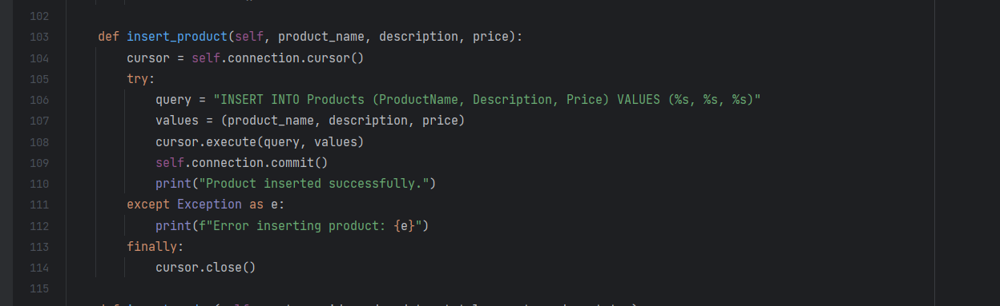 102
103 def insert_product(self, product_name, description, price):
104 cursor = self.connection.cursor()
105 try:
106 query = "INSERT INTO Products (ProductName, Description, Price) VALUES (%s, %s, %s)"
107 values = (product_name, description, price)
108 cursor.execute(query, values)
109 self.connection.commit()
110 print("Product inserted successfully.")
111 except Exception as e:
112 print(f"Error inserting product: {e}")
113 finally:
114 cursor.close()
115